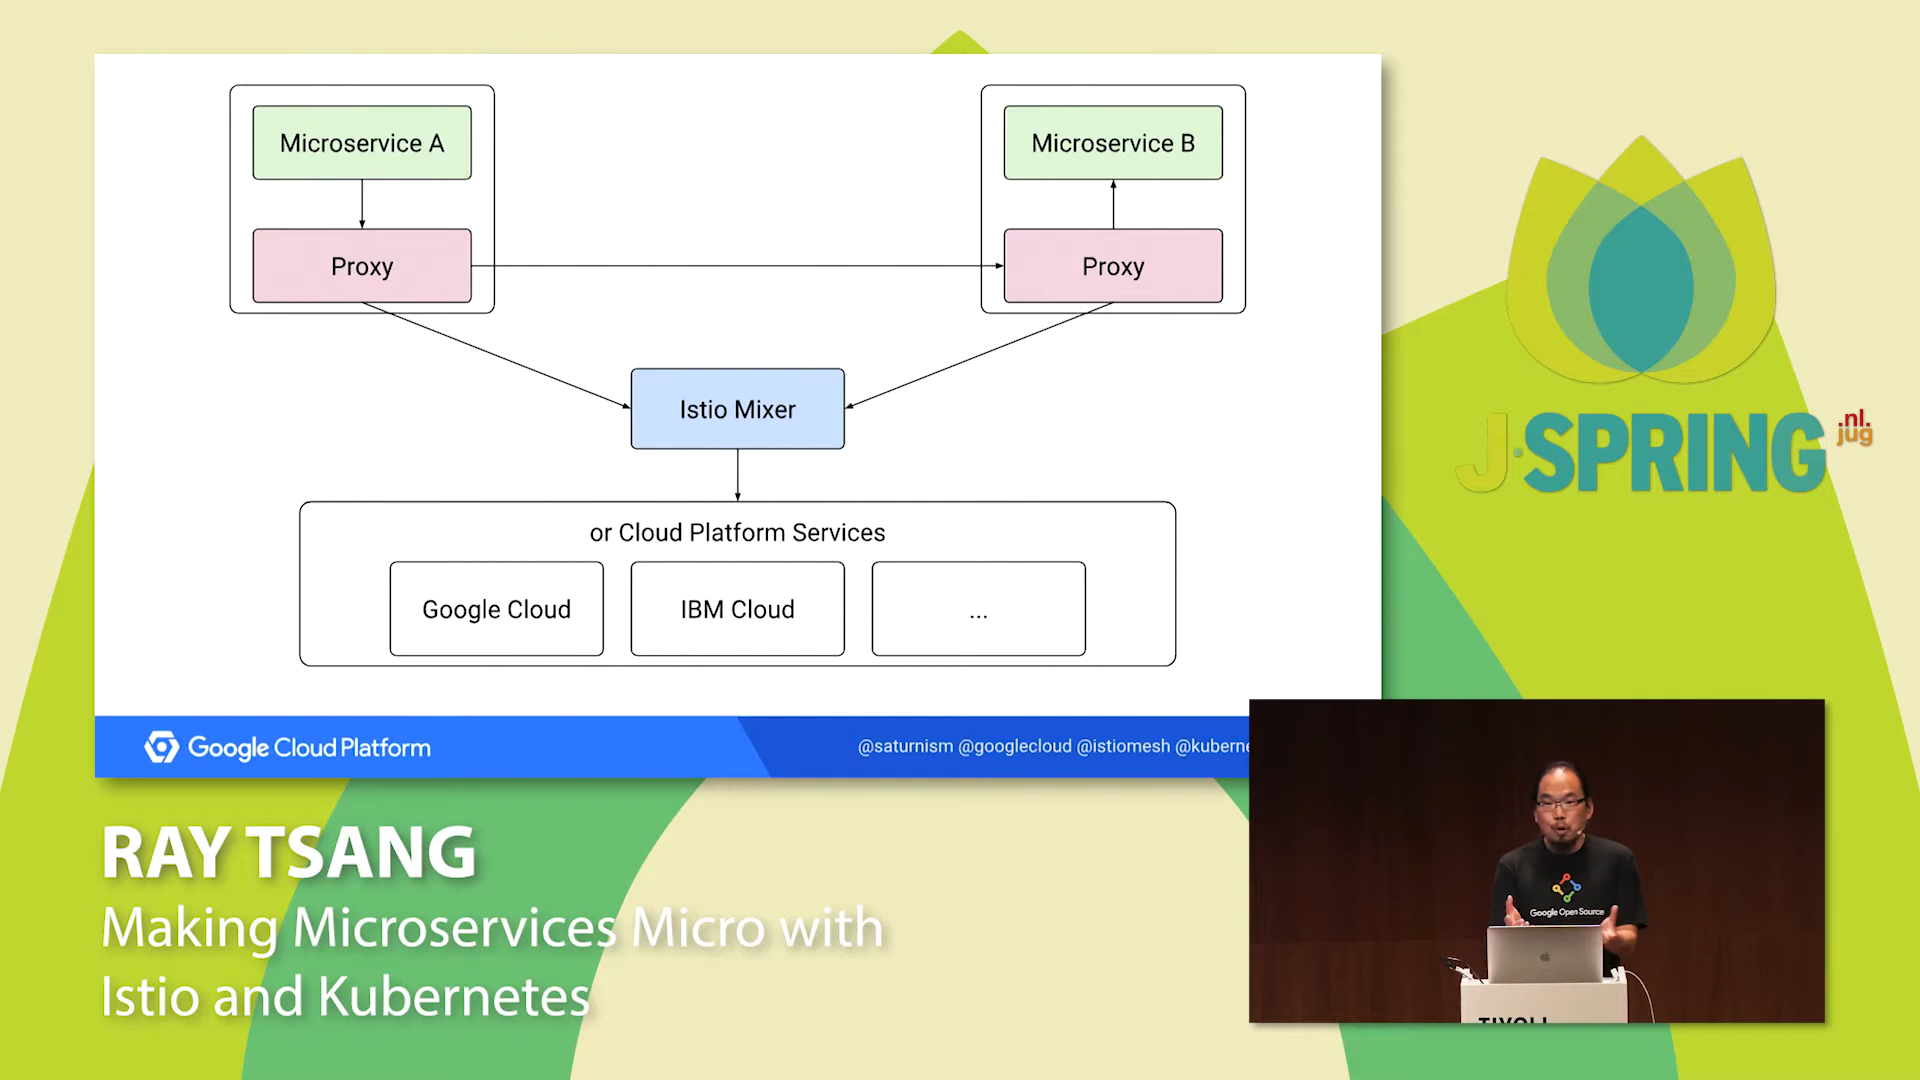 Microservice A
Microservice B
Proxy
Proxy
Istio Mixer
or Cloud Platform Services
Google Cloud
IBM Cloud
...
Google Cloud Platform
@saturnism @googlecloud @istiomesh @kuberne
J·SPRING
.nl.
jug
RAY TSANG
Making Microservices Micro with
Istio and Kubernetes
Google Open Source
TIVOLI